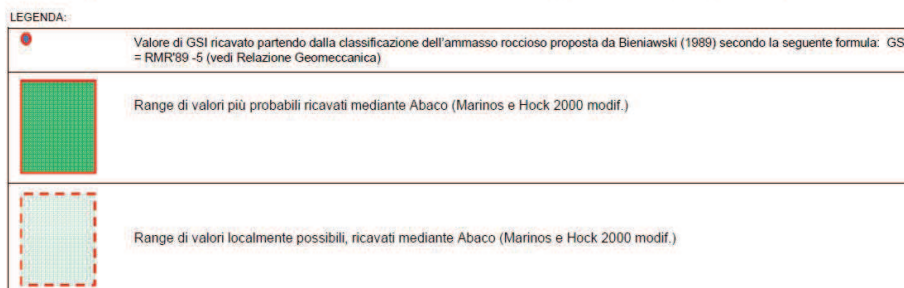 LEGENDA:
Valore di GSI ricavato partendo dalla classificazione dell'ammasso roccioso proposta da Bieniawski (1989) secondo la seguente formula: GS
= RMR'89 -5 (vedi Relazione Geomeccanica)
Range di valori più probabili ricavati mediante Abaco (Marinos e Hock 2000 modif.)
Range di valori localmente possibili, ricavati mediante Abaco (Marinos e Hock 2000 modif.)